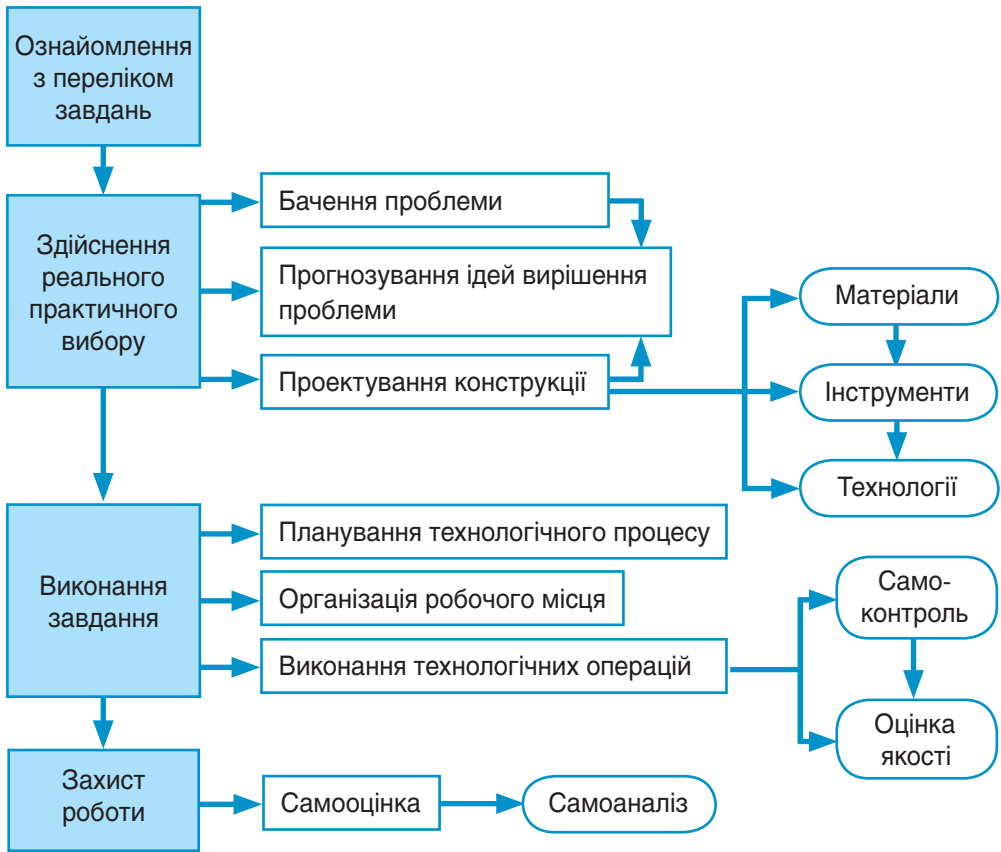 Ознайомлення
з переліком
завдань
Здійснення
реального
практичного
вибору
Бачення проблеми
Прогнозування ідей вирішення
проблеми
Проектування конструкції
Матеріали
Інструменти
Технології
Виконання
завдання
Планування технологічного процесу
Організація робочого місця
Виконання технологічних операцій
Само-
контроль
Оцінка
якості
Захист
роботи
Самооцінка
Самоаналіз